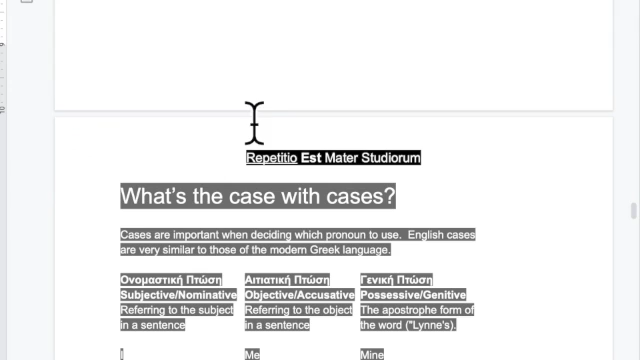 Repetitio Est Mater Studiorum
What's the case with cases?
Cases are important when deciding which pronoun to use. English cases
are very similar to those of the modern Greek language.
Ονομαστική Πτώση Αιτιατική Πτώση Γενική Πτώση
Subjective/Nominative Objective/Accusative Possessive/Genitive
Referring to the subject Referring to the object The apostrophe form of
in a sentence in a sentence the word ("Lynne's).
I Me Mine